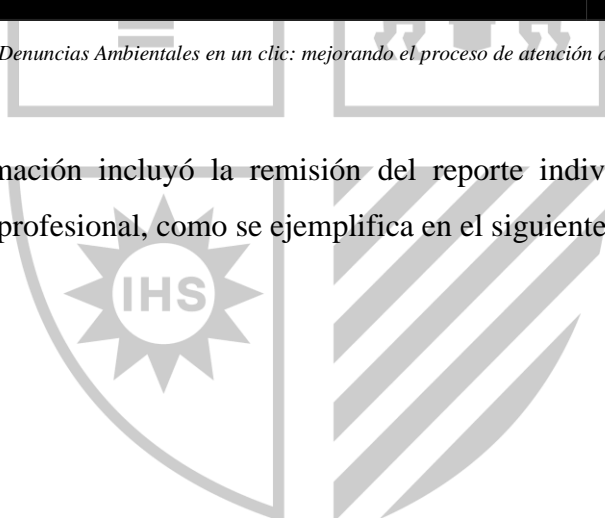 Denuncias Ambientales en un clic: mejorando el proceso de atención
mación incluyó la remisión del reporte indiv
profesional, como se ejemplifica en el siguiente
IHS